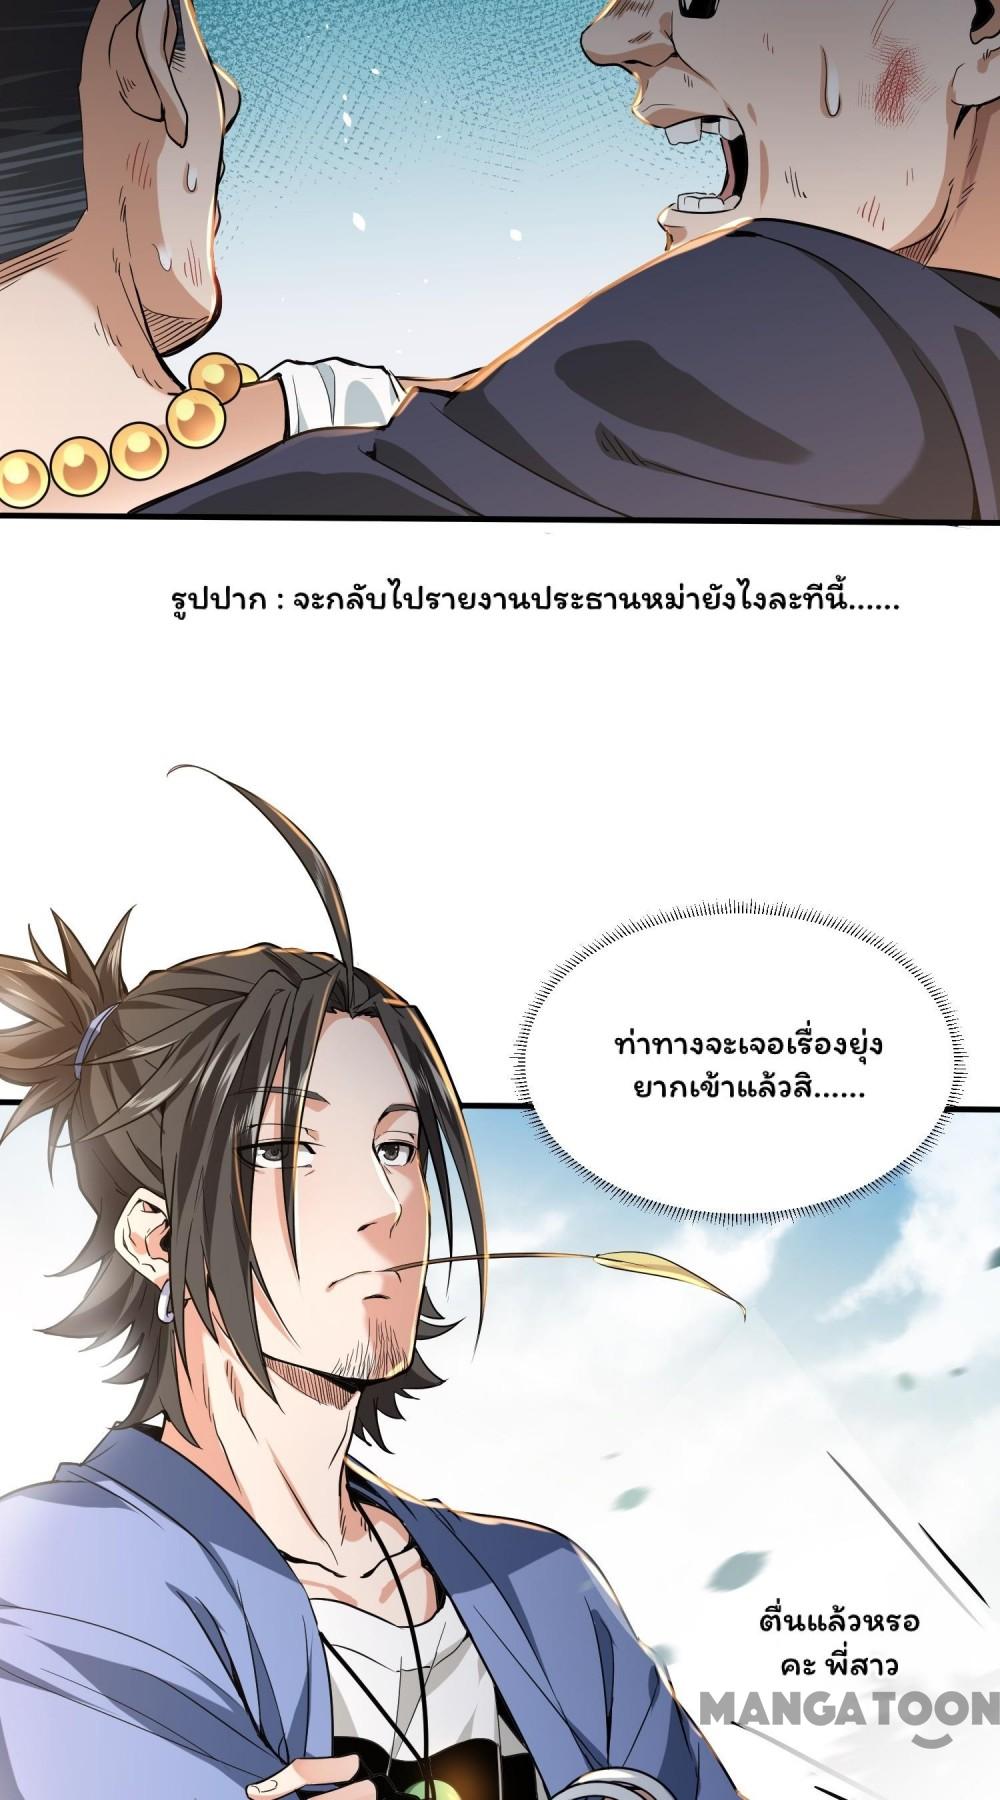 รูปปาก : จะกลับไปรายงานประธานหม่ายังไงละทีนี้......
ท่าทางจะเจอเรื่องยุ่ง
ยากเข้าแล้วสิ......
ตื่นแล้วหรอ
คะ พี่สาว
MANGATOON